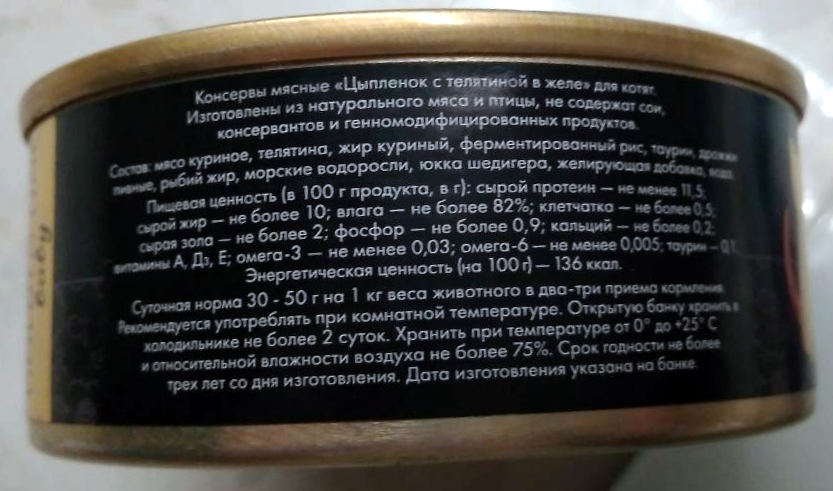 Консервы мясные «Цыпленок с телятиной в желе» для котят.
Изготовлены из натурального мяса и птицы, не содержат сои,
консервантов и генномодифицированных продуктов.
Состав: мясо куриное, телятина, жир куриный, ферментированный рис, таурин, дрожжи
пивные, рыбий жир, морские водоросли, юкка шедигера, желирующая добавка, вода.
Пищевая ценность (в 100 г продукта, в г): сырой протеин — не менее 11,5;
сырой жир — не более 10; влага — не более 82%; клетчатка — не более 0,5;
сырая зола — не более 2; фосфор — не более 0,9; кальций — не более 0,2;
витамины А, Д₃, Е; омега-3 — не менее 0,03; омега-6 — не менее 0,005; таурин — 0,1.
Энергетическая ценность (на 100 г) — 136 ккал.
Суточная норма 30 - 50 г на 1 кг веса животного в два-три приема кормления.
Рекомендуется употреблять при комнатной температуре. Открытую банку хранить в
холодильнике не более 2 суток. Хранить при температуре от 0° до +25° С
и относительной влажности воздуха не более 75%. Срок годности не более
трех лет со дня изготовления. Дата изготовления указана на банке.